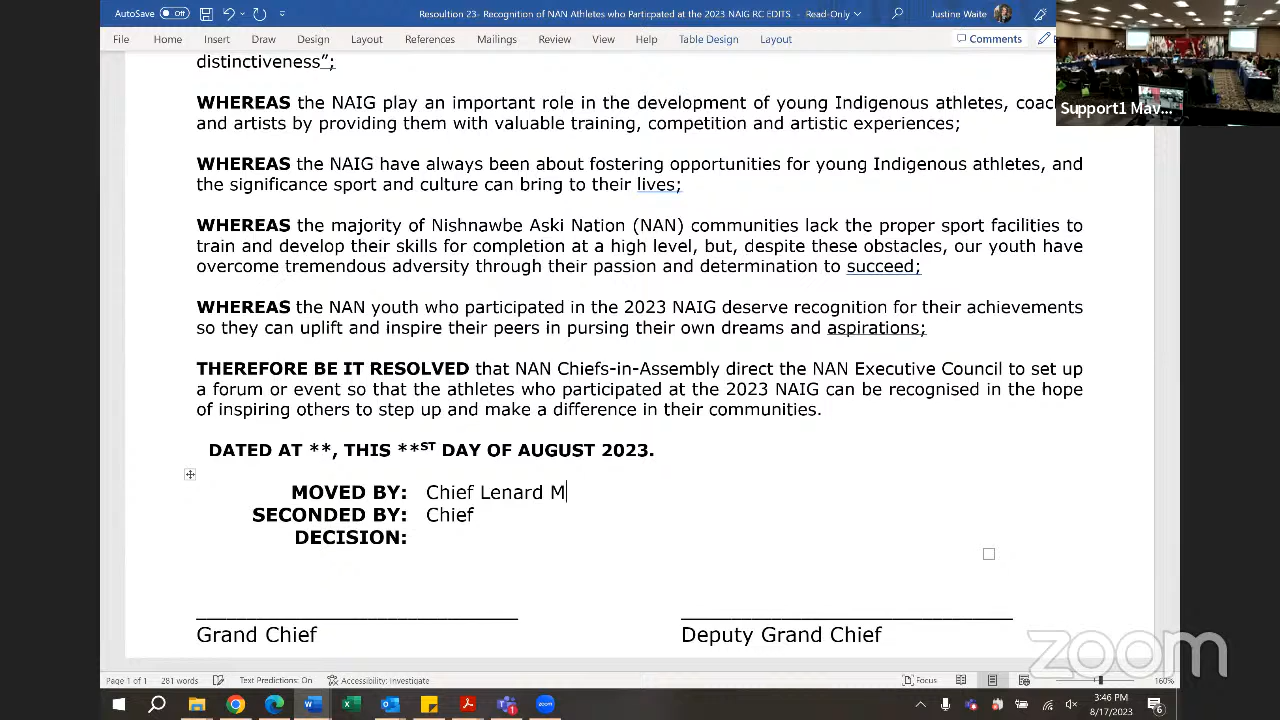 AutoSave Off Resoultion 23- Recognition of NAN Athletes who Particpated at the 2023 NAIG RC EDITS - Read-Only Justine Waite
File Home Insert Draw Design Layout References Mailings Review View Help Table Design Layout Comments
Support1 Mav...
distinctiveness";
WHEREAS the NAIG play an important role in the development of young Indigenous athletes,
and artists by providing them with valuable training, competition and artistic experiences;
WHEREAS the NAIG have always been about fostering opportunities for young Indigenous athletes, and
the significance sport and culture can bring to their lives;
WHEREAS the majority of Nishnawbe Aski Nation (NAN) communities lack the proper sport facilities to
train and develop their skills for completion at a high level, but, despite these obstacles, our youth have
overcome tremendous adversity through their passion and determination to succeed;
WHEREAS the NAN youth who participated in the 2023 NAIG deserve recognition for their achievements
so they can uplift and inspire their peers in pursing their own dreams and aspirations;
THEREFORE BE IT RESOLVED that NAN Chiefs-in-Assembly direct the NAN Executive Council to set up
a forum or event so that the athletes who participated at the 2023 NAIG can be recognised in the hope
of inspiring others to step up and make a difference in their communities.
DATED AT **, THIS **ST DAY OF AUGUST 2023.
MOVED BY: Chief Lenard M
SECONDED BY: Chief
DECISION:
Grand Chief Deputy Grand Chief
zoom
Page 1 of 1 281 words Text Predictions: On Accessibility: Investigate Focus 160%
3:46 PM
8/17/2023 6